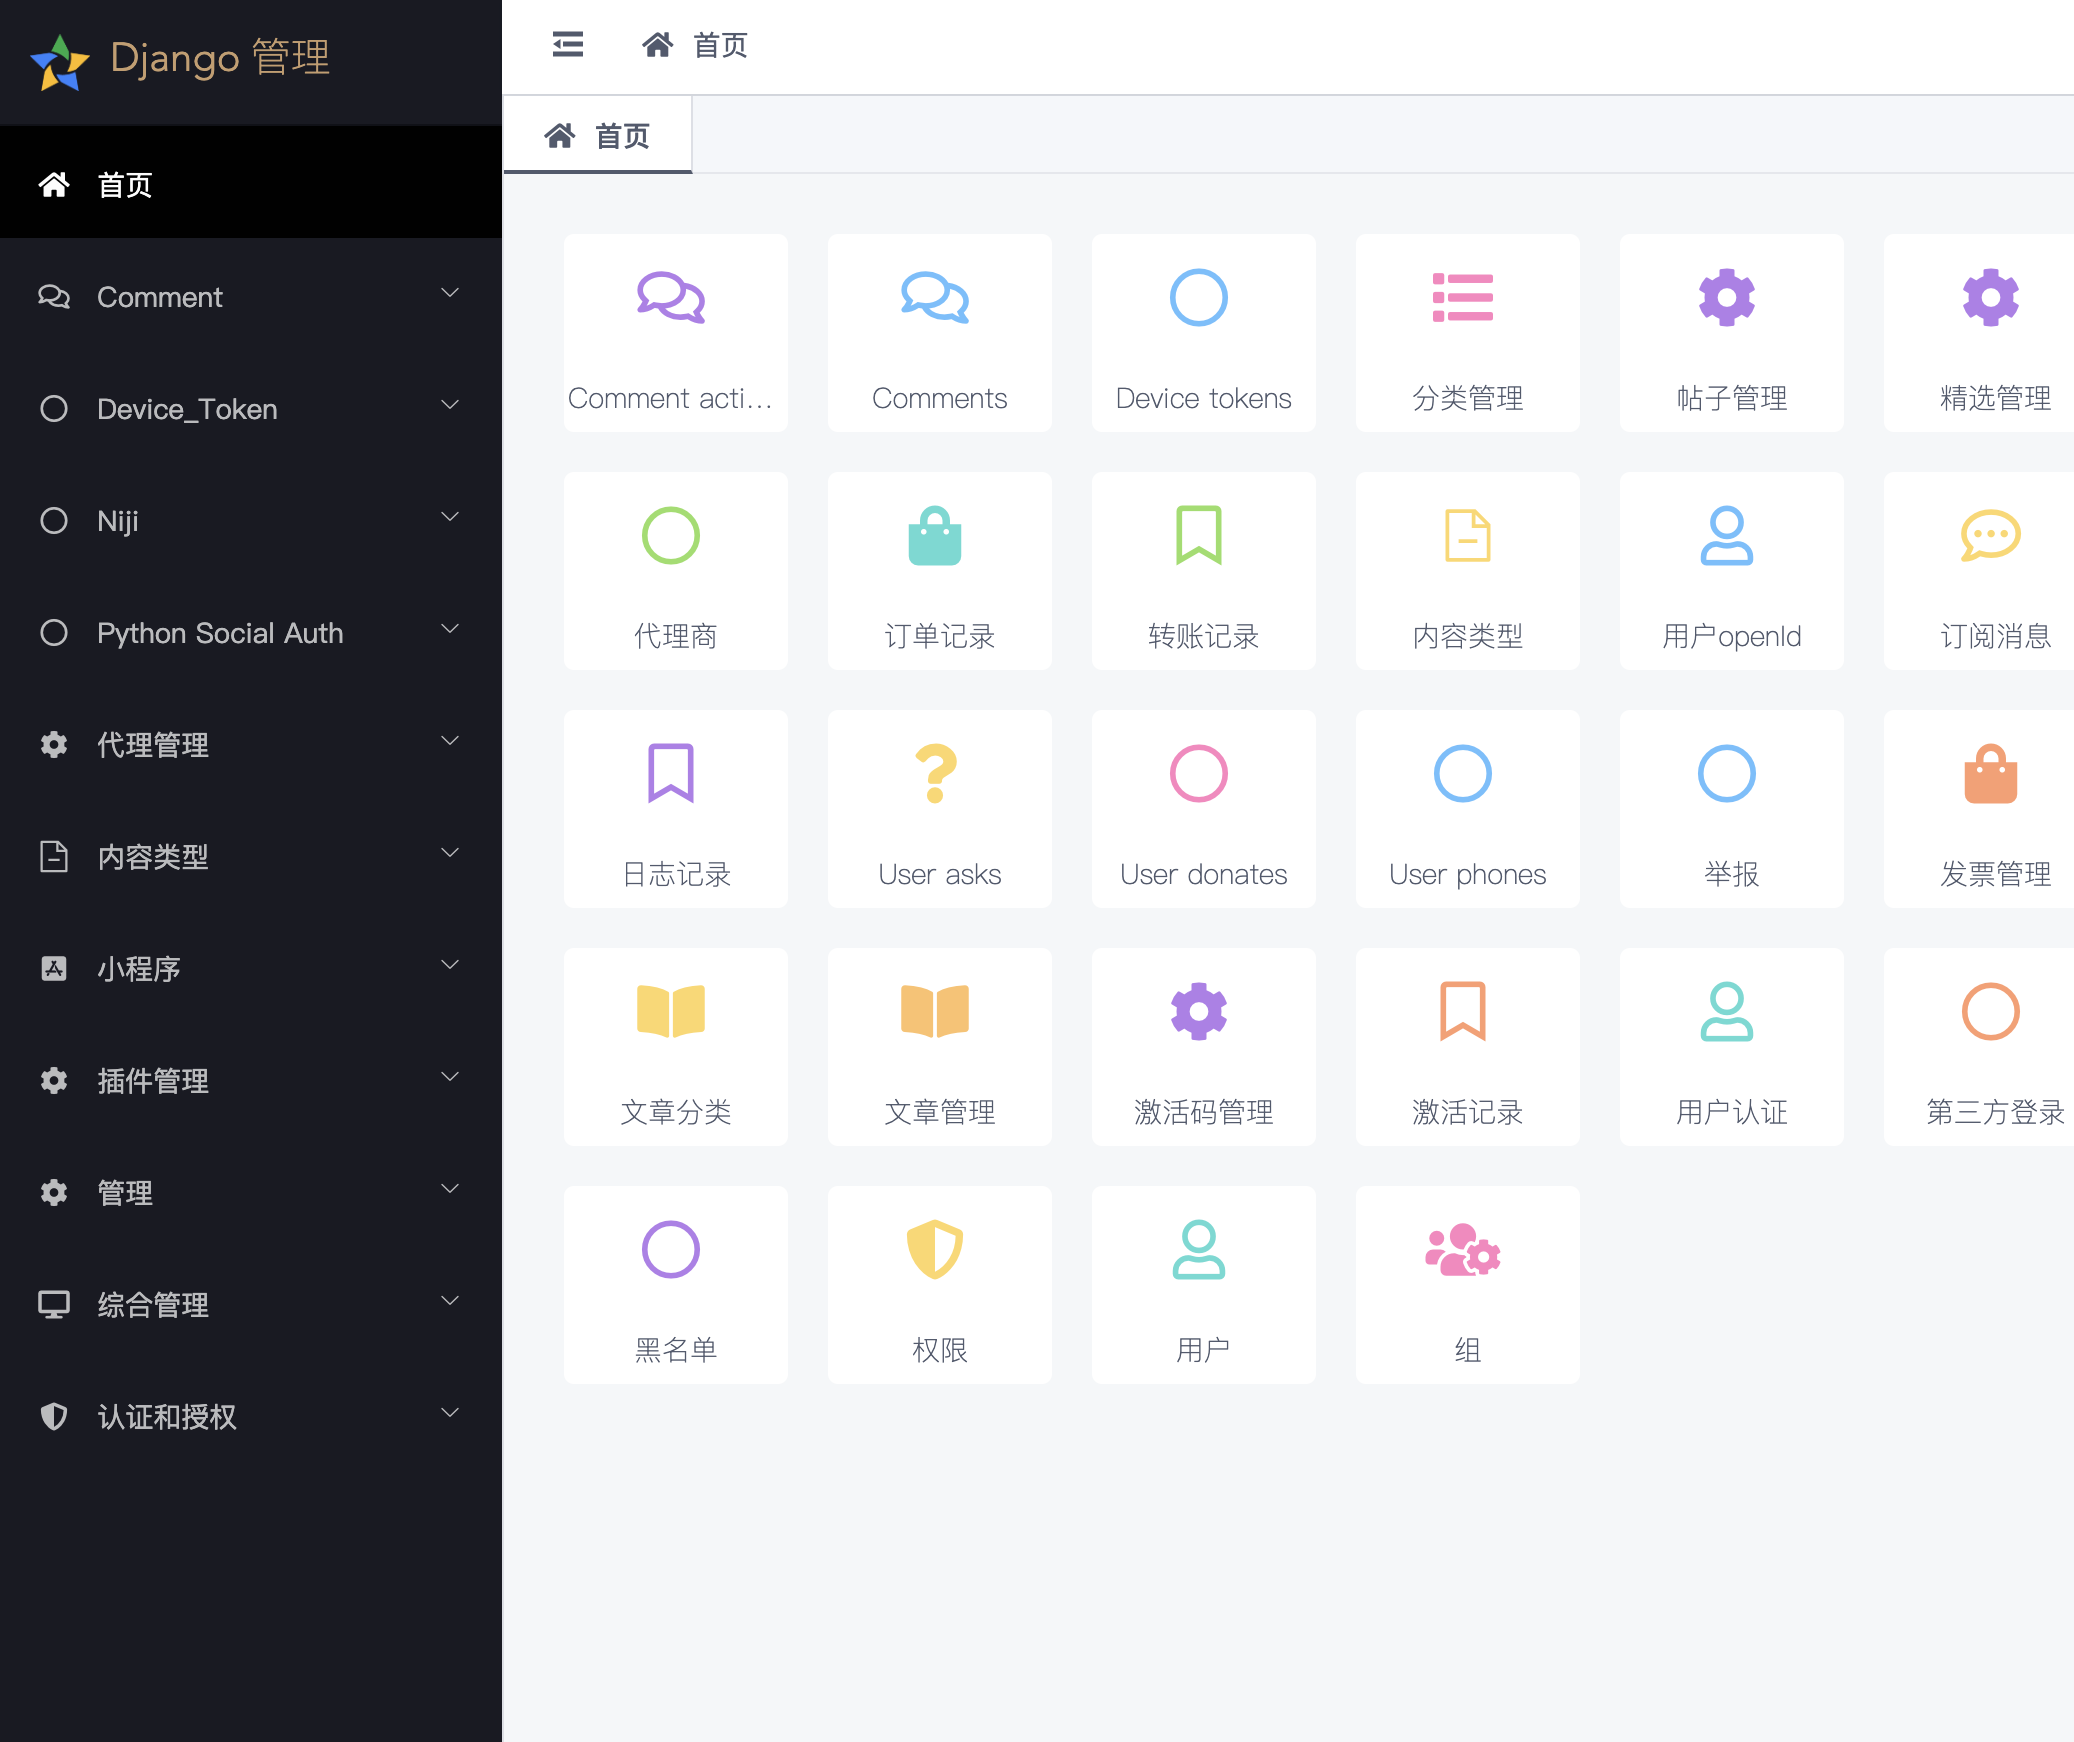 Django 管理
首页
Comment
Device_Token
Niji
Python Social Auth
代理管理
内容类型
小程序
插件管理
管理
综合管理
认证和授权
首页
首页
Comment acti...
Comments
Device tokens
分类管理
帖子管理
精选管理
代理商
订单记录
转账记录
内容类型
用户openId
订阅消息
日志记录
User asks
User donates
User phones
举报
发票管理
文章分类
文章管理
激活码管理
激活记录
用户认证
第三方登录
黑名单
权限
用户
组